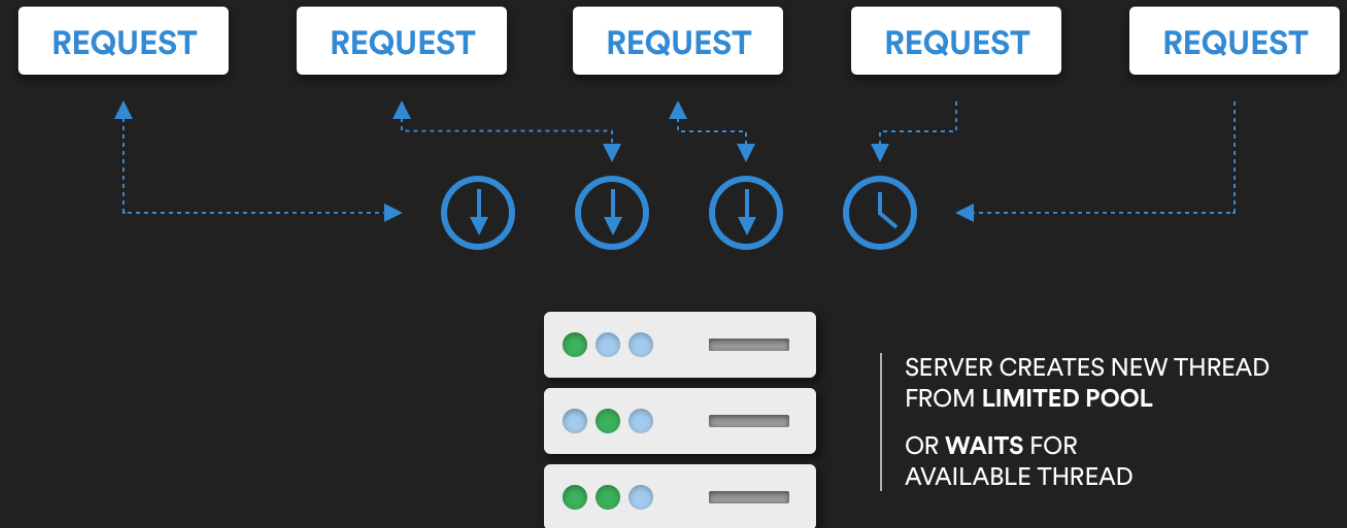 REQUEST
REQUEST
REQUEST
REQUEST
REQUEST
SERVER CREATES NEW THREAD
FROM LIMITED POOL
OR WAITS FOR
AVAILABLE THREAD